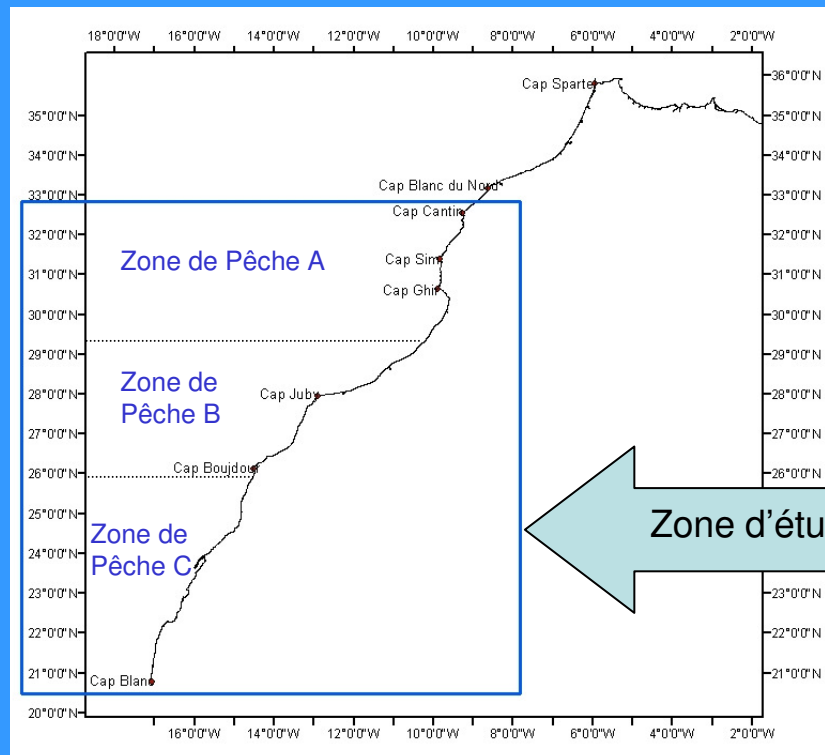 18°0'0"W 16°0'0"W 14°0'0"W 12°0'0"W 10°0'0"W 8°0'0"W 6°0'0"W 4°0'0"W 2°0'0"W
36°0'0"N
Cap Sparte
35°0'0"N 35°0'0"N
34°0'0"N 34°0'0"N
Cap Blanc du Nord
33°0'0"N 33°0'0"N
Cap Cantin
32°0'0"N 32°0'0"N
Zone de Pêche A
Cap Sim
31°0'0"N 31°0'0"N
Cap Ghir
30°0'0"N 30°0'0"N
29°0'0"N 29°0'0"N
Zone de
Pêche B
28°0'0"N Cap Juby 28°0'0"N
27°0'0"N 27°0'0"N
Cap Boujdour
26°0'0"N 26°0'0"N
25°0'0"N
Zone de
Pêche C
Zone d'étu
24°0'0"N
23°0'0"N 23°0'0"N
22°0'0"N 22°0'0"N
21°0'0"N Cap Blanc 21°0'0"N
20°0'0"N
16°0'0"W 14°0'0"W 12°0'0"W 10°0'0"W 8°0'0"W 6°0'0"W 4°0'0"W 2°0'0"W